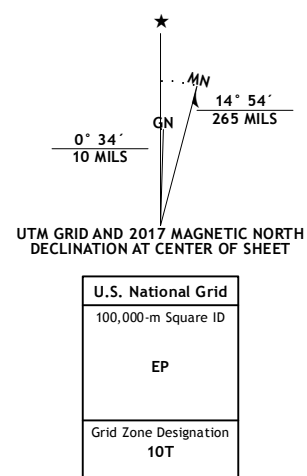 ★
MN
GN
14° 54´
265 MILS
0° 34´
10 MILS
UTM GRID AND 2017 MAGNETIC NORTH
DECLINATION AT CENTER OF SHEET
U.S. National Grid
100,000-m Square ID
EP
Grid Zone Designation
10T